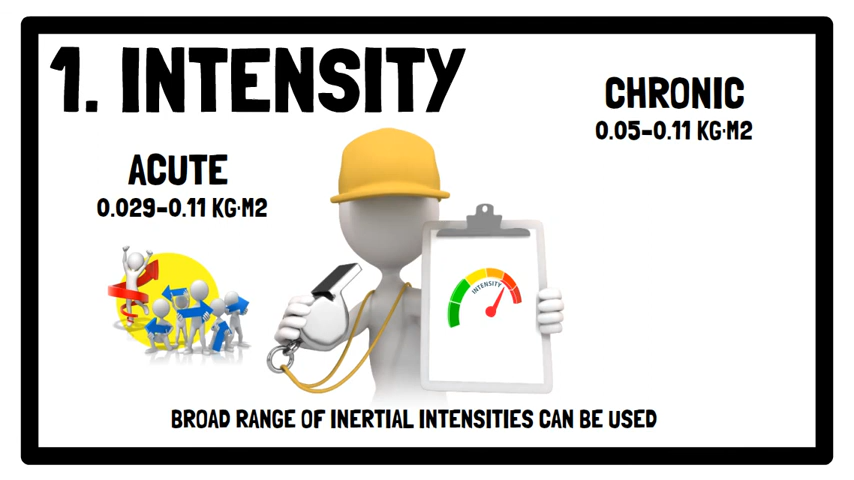 1. INTENSITY
CHRONIC
0.05–0.11 KG·M2
ACUTE
0.029–0.11 KG·M2
INTENSITY
BROAD RANGE OF INERTIAL INTENSITIES CAN BE USED